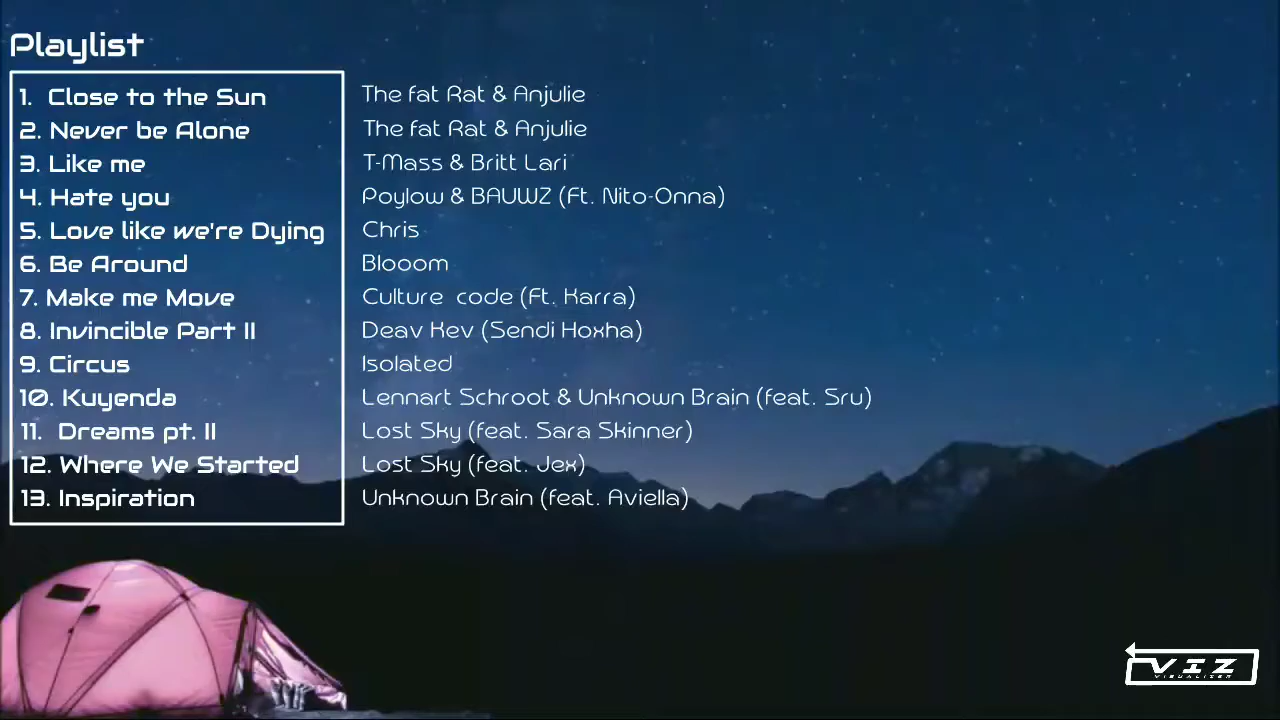 Playlist
1. Close to the Sun The fat Rat & Anjulie
2. Never be Alone The fat Rat & Anjulie
3. Like me T-Mass & Britt Lari
4. Hate you Poylow & BAUWZ (Ft. Nito-Onna)
5. Love like we're Dying Chris
6. Be Around Blooom
7. Make me Move Culture code (Ft. Karra)
8. Invincible Part II Deav Kev (Sendi Hoxha)
9. Circus Isolated
10. Kuyenda Lennart Schroot & Unknown Brain (feat. Sru)
11. Dreams pt. II Lost Sky (feat. Sara Skinner)
12. Where We Started Lost Sky (feat. Jex)
13. Inspiration Unknown Brain (feat. Aviella)
VIZ
VISUALIZER